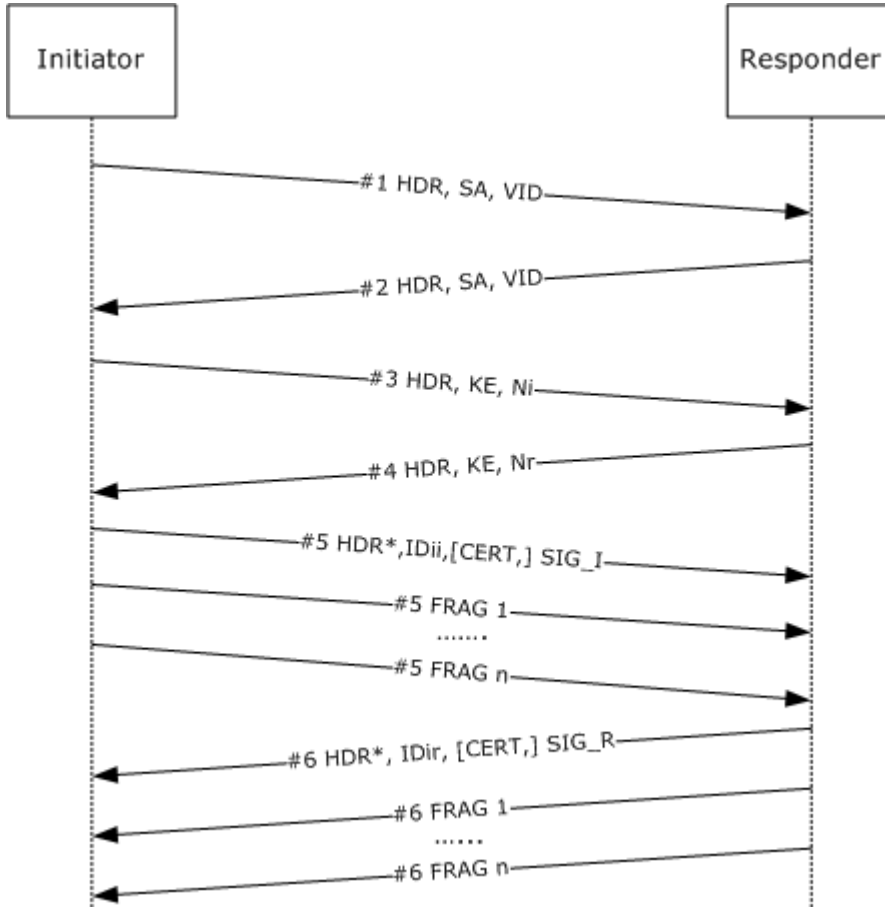 Initiator
Responder
#1 HDR, SA, VID
#2 HDR, SA, VID
#3 HDR, KE, Ni
#4 HDR, KE, Nr
#5 HDR*,IDii,[CERT,] SIG_I
#5 FRAG 1
.......
#5 FRAG n
#6 HDR*, IDir, [CERT,] SIG_R
#6 FRAG 1
......
#6 FRAG n